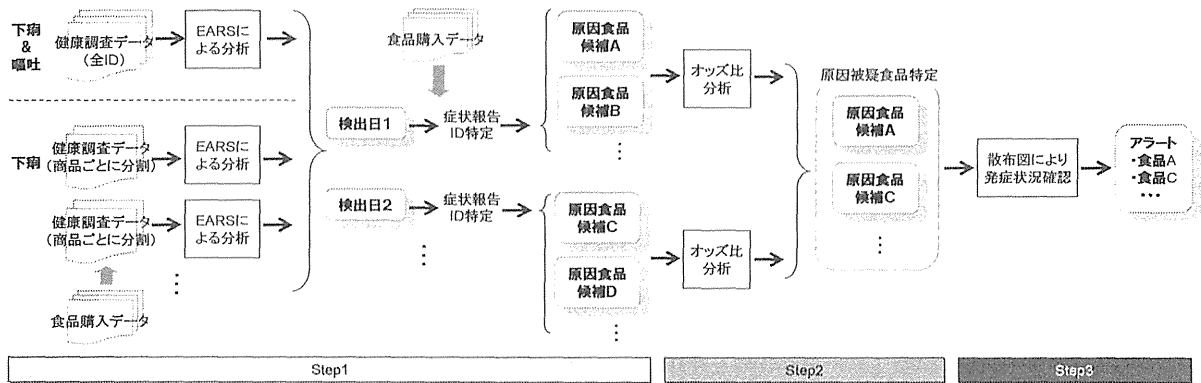 下痢
&
嘔吐
健康調査データ
(全ID)
EARSに
よる分析
食品購入データ
下痢
健康調査データ
(商品ごとに分割)
EARSに
よる分析
健康調査データ
(商品ごとに分割)
EARSに
よる分析
⋮
食品購入データ
検出日1
症状報告
ID特定
検出日2
症状報告
ID特定
⋮
⋮
原因食品
候補A
原因食品
候補B
⋮
原因食品
候補C
原因食品
候補D
⋮
オッズ比
分析
オッズ比
分析
原因被疑食品特定
原因食品
候補A
原因食品
候補C
⋮
散布図により
発症状況確認
アラート
・食品A
・食品C
・・・
Step1
Step2
Step3